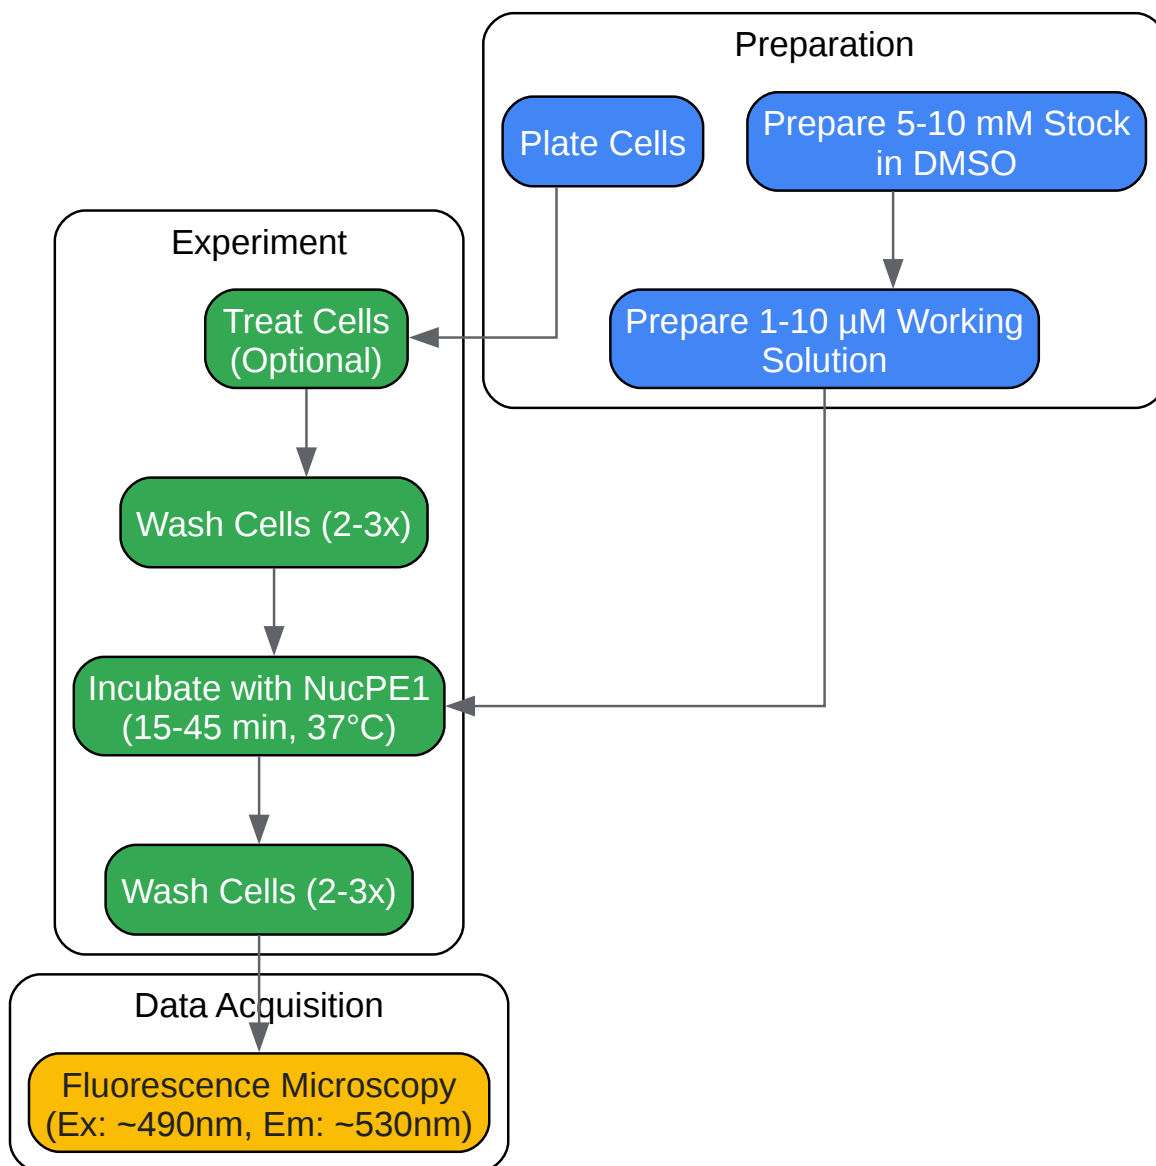 Preparation
Plate Cells
Prepare 5-10 mM Stock
in DMSO
Prepare 1-10 µM Working
Solution
Experiment
Treat Cells
(Optional)
Wash Cells (2-3x)
Incubate with NucPE1
(15-45 min, 37°C)
Wash Cells (2-3x)
Data Acquisition
Fluorescence Microscopy
(Ex: ~490nm, Em: ~530nm)